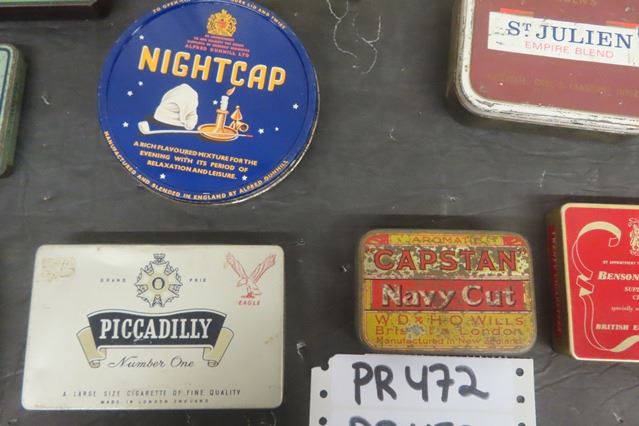 ALFRED DUNHILL LTD
NIGHTCAP
A RICH FLAVOURED MIXTURE FOR THE
EVENING WITH ITS PERIOD OF
RELAXATION AND LEISURE.
MANUFACTURED AND BLENDED IN ENGLAND BY ALFRED DUNHILL
ST JULIEN
EMPIRE BLEND
GRAND PRIX
EAGLE
PICCADILLY
Number One
A LARGE SIZE CIGARETTE OF FINE QUALITY
MADE IN LONDON ENGLAND
AROMATIC
CAPSTAN
Navy Cut
W.D & H.O WILLS
Bristol & London
Manufactured in New Zealand
BENSON
BRITISH
PR 472